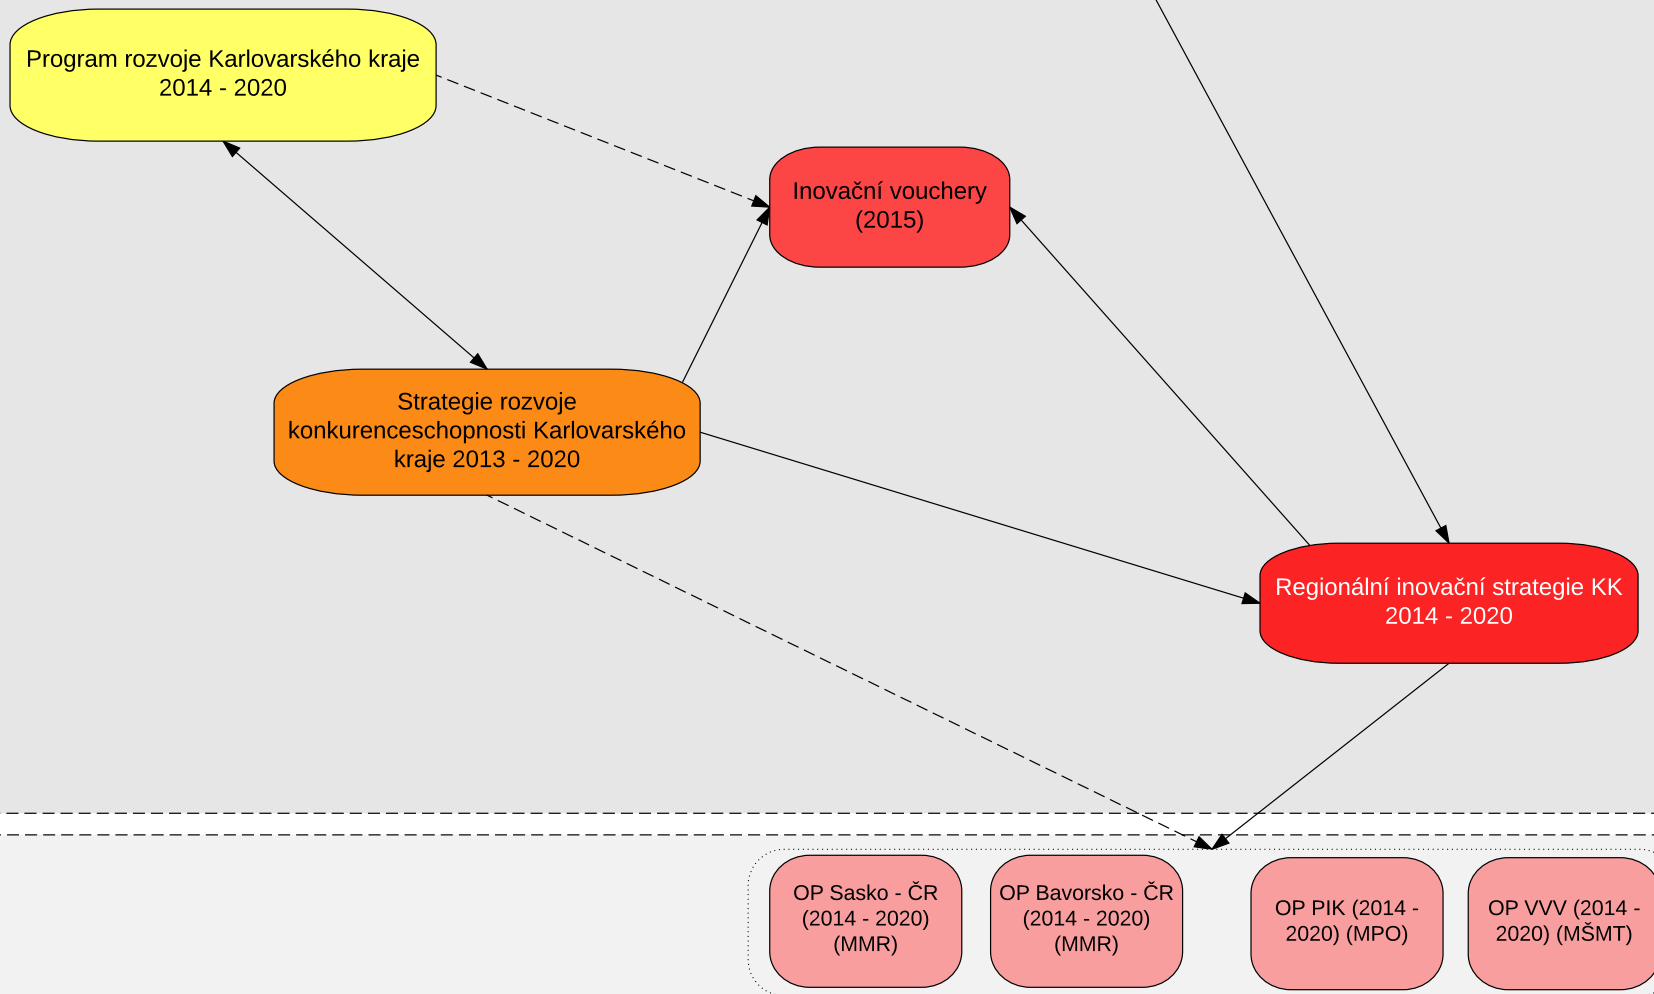 Program rozvoje Karlovarského kraje
2014 - 2020
Inovační vouchery
(2015)
Strategie rozvoje
konkurenceschopnosti Karlovarského
kraje 2013 - 2020
Regionální inovační strategie KK
2014 - 2020
OP Sasko - ČR
(2014 - 2020)
(MMR)
OP Bavorsko - ČR
(2014 - 2020)
(MMR)
OP PIK (2014 -
2020) (MPO)
OP VVV (2014 -
2020) (MŠMT)